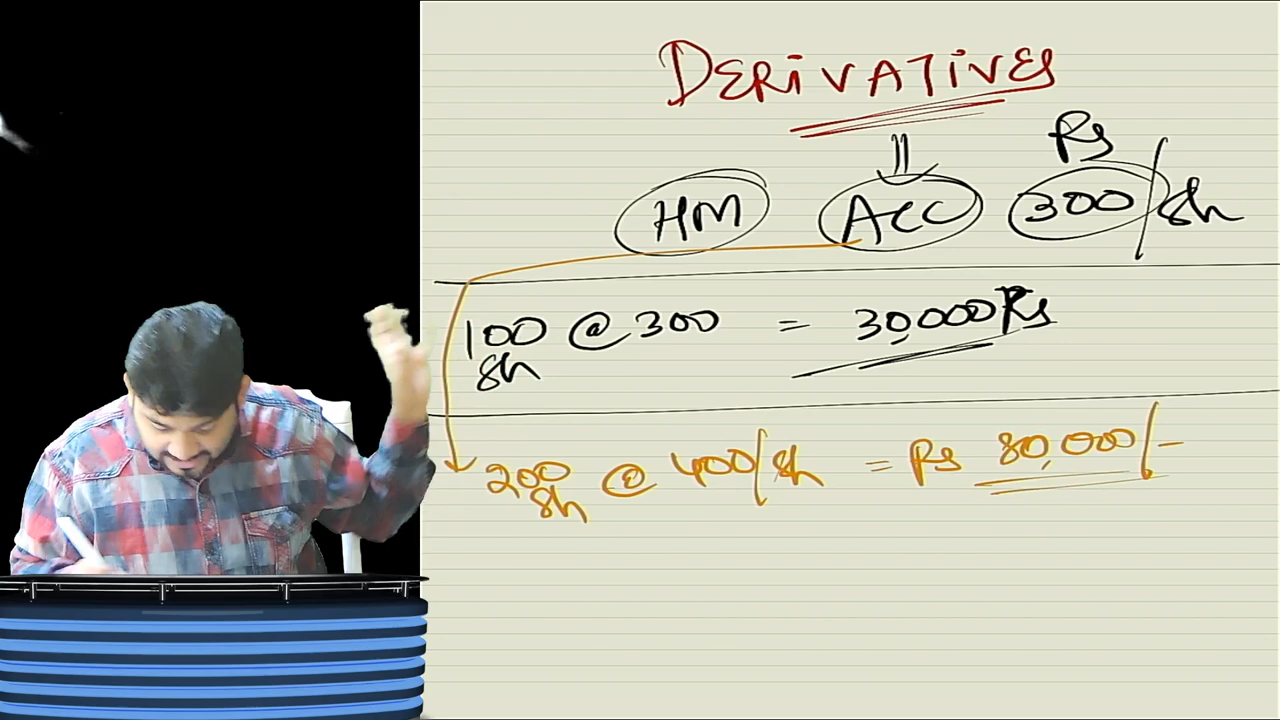 DERIVATIVES
HM ACC Rs 300/sh
100 sh @ 300 = 30,000 Rs
200 sh @ 400/sh = Rs 80,000/-